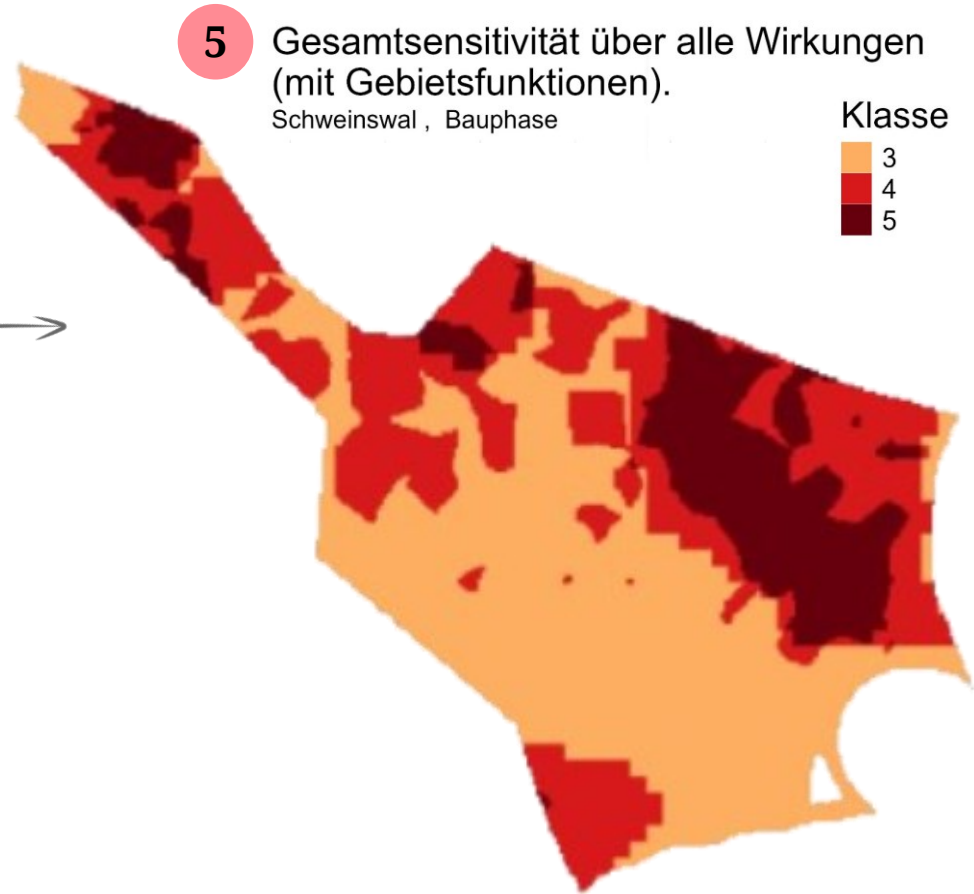 5
Gesamtsensitivität über alle Wirkungen
(mit Gebietsfunktionen).
Schweinswal , Bauphase
Klasse
3
4
5